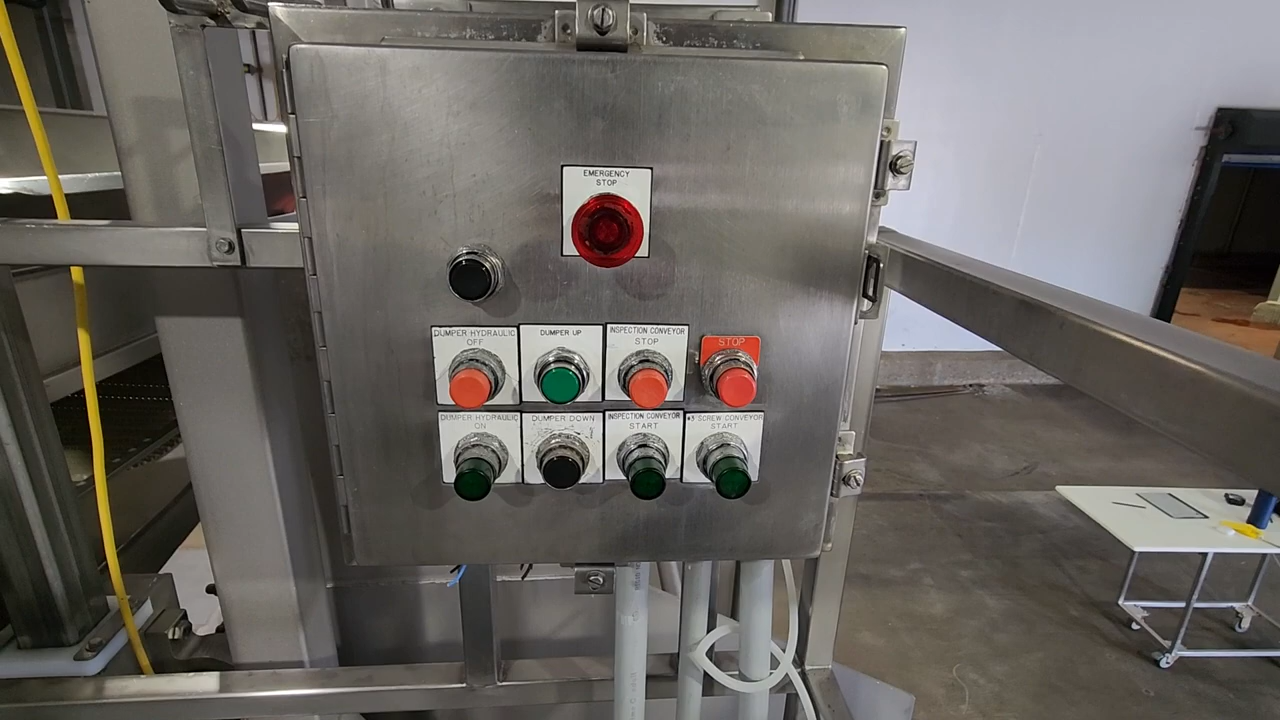 EMERGENCY
STOP
DUMPER HYDRAULIC
OFF
DUMPER UP
INSPECTION CONVEYOR
STOP
STOP
DUMPER HYDRAULIC
ON
DUMPER DOWN
INSPECTION CONVEYOR
START
#5 SCREW CONVEYOR
START